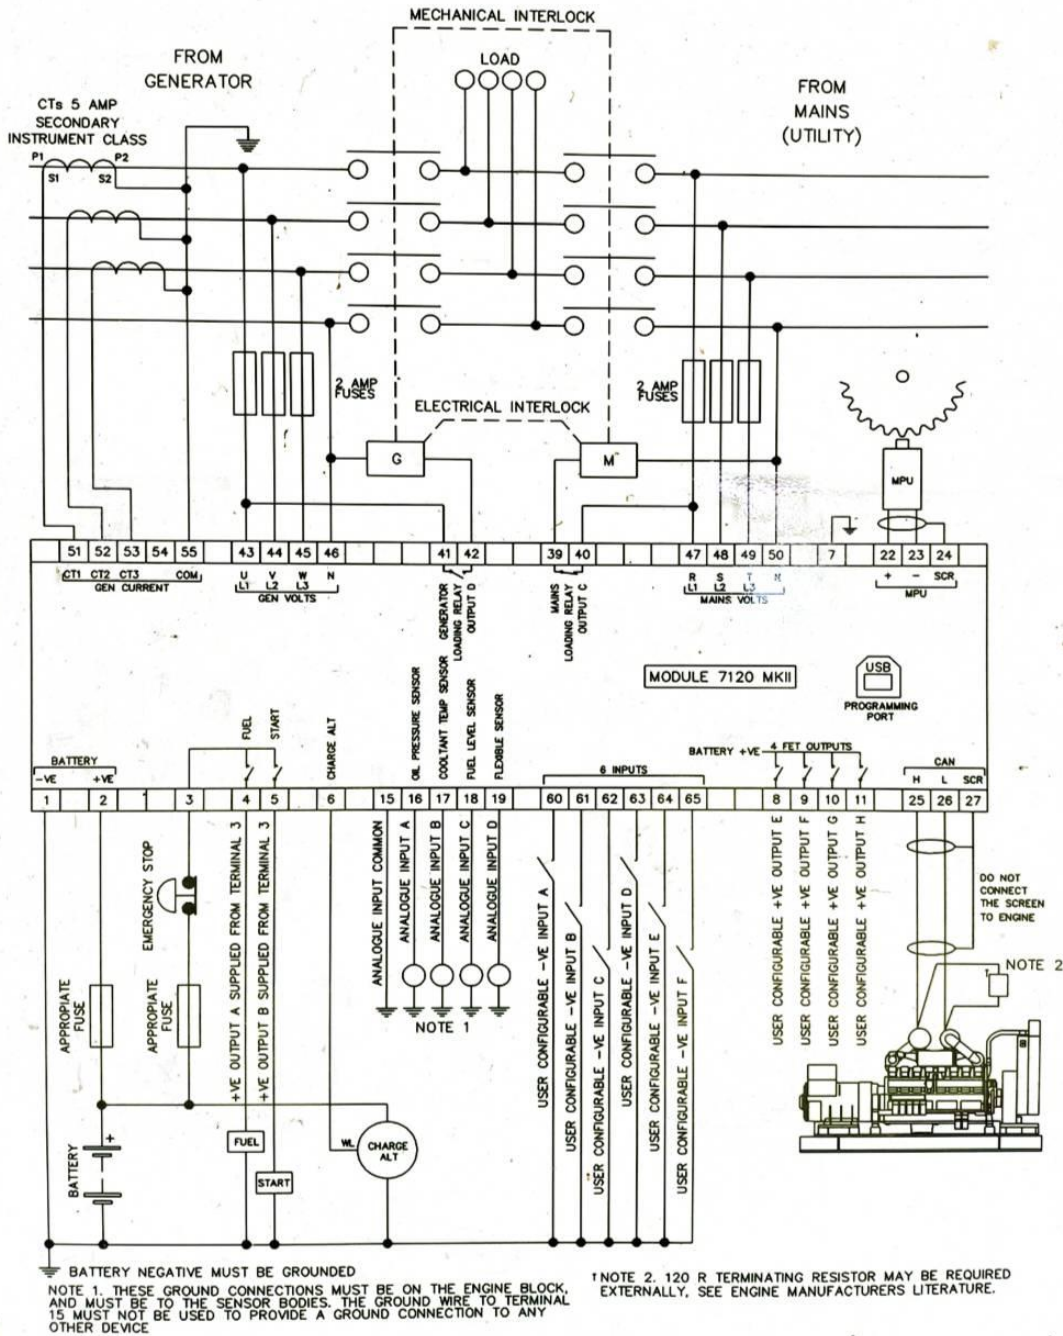 MECHANICAL INTERLOCK
FROM
GENERATOR
LOAD
FROM
MAINS
(UTILITY)
CTs 5 AMP
SECONDARY
INSTRUMENT CLASS
P1 P2
S1 S2
2 AMP
FUSES
2 AMP
FUSES
ELECTRICAL INTERLOCK
G
M
MPU
51 52 53 54 55 43 44 45 46 41 42 39 40 47 48 49 50 7 22 23 24
CT1 CT2 CT3 COM
GEN CURRENT
U V W N
L1 L2 L3
GEN VOLTS
GENERATOR
LOADING RELAY
OUTPUT D
MAINS
LOADING RELAY
OUTPUT C
R S T N
L1 L2 L3
MAINS VOLTS
+ - SCR
MPU
MODULE 7120 MKII
USB
PROGRAMMING
PORT
FUEL
START
CHARGE ALT
OIL PRESSURE SENSOR
COOLTANT TEMP SENSOR
FUEL LEVEL SENSOR
FLEXIBLE SENSOR
BATTERY
-VE +VE
6 INPUTS
BATTERY +VE
4 FET OUTPUTS
CAN
H L SCR
1 2 3 4 5 6 15 16 17 18 19 60 61 62 63 64 65 8 9 10 11 25 26 27
EMERGENCY STOP
APPROPIATE
FUSE
APPROPIATE
FUSE
+VE OUTPUT A SUPPLIED FROM TERMINAL 3
+VE OUTPUT B SUPPLIED FROM TERMINAL 3
ANALOGUE INPUT COMMON
ANALOGUE INPUT A
ANALOGUE INPUT B
ANALOGUE INPUT C
ANALOGUE INPUT D
NOTE 1
USER CONFIGURABLE -VE INPUT A
USER CONFIGURABLE -VE INPUT B
USER CONFIGURABLE -VE INPUT C
USER CONFIGURABLE -VE INPUT D
USER CONFIGURABLE -VE INPUT E
USER CONFIGURABLE -VE INPUT F
USER CONFIGURABLE +VE OUTPUT E
USER CONFIGURABLE +VE OUTPUT F
USER CONFIGURABLE +VE OUTPUT G
USER CONFIGURABLE +VE OUTPUT H
DO NOT
CONNECT
THE SCREEN
TO ENGINE
NOTE 2
BATTERY
+
FUEL
START
WL
CHARGE
ALT
BATTERY NEGATIVE MUST BE GROUNDED
NOTE 1. THESE GROUND CONNECTIONS MUST BE ON THE ENGINE BLOCK,
AND MUST BE TO THE SENSOR BODIES. THE GROUND WIRE TO TERMINAL
15 MUST NOT BE USED TO PROVIDE A GROUND CONNECTION TO ANY
OTHER DEVICE
NOTE 2. 120 R TERMINATING RESISTOR MAY BE REQUIRED
EXTERNALLY, SEE ENGINE MANUFACTURERS LITERATURE.